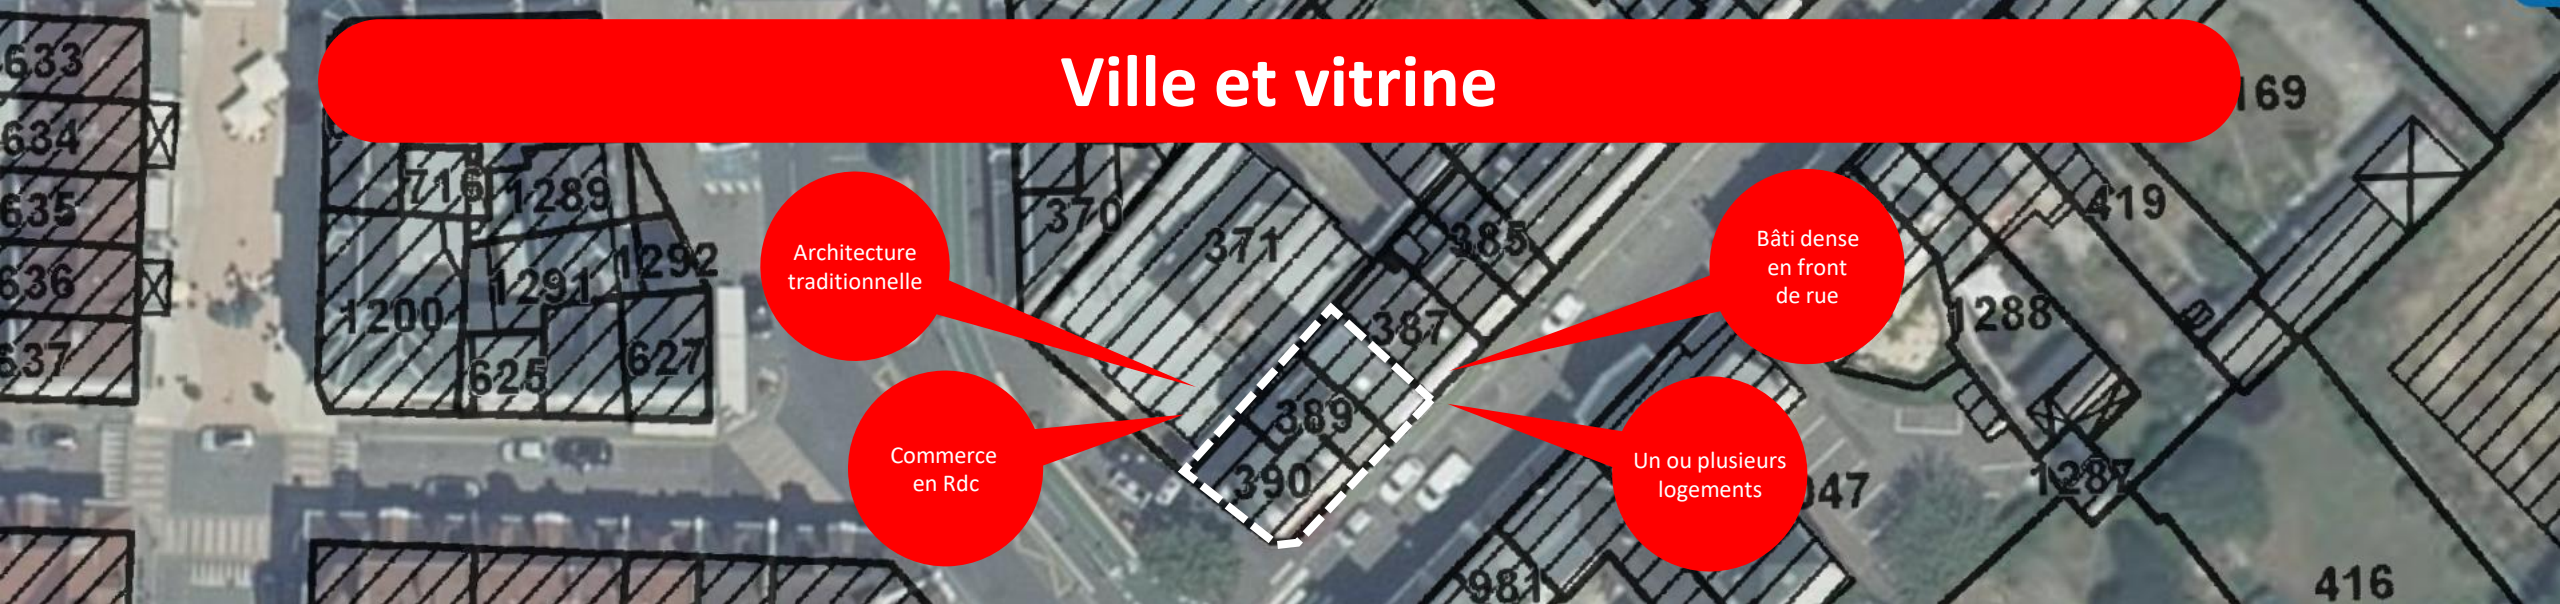 Ville et vitrine
633
634
635
636
637
716
1289
1200
1291
1292
625
627
370
371
385
387
389
390
169
419
1288
1287
947
981
416
Architecture
traditionnelle
Commerce
en Rdc
Bâti dense
en front
de rue
Un ou plusieurs
logements